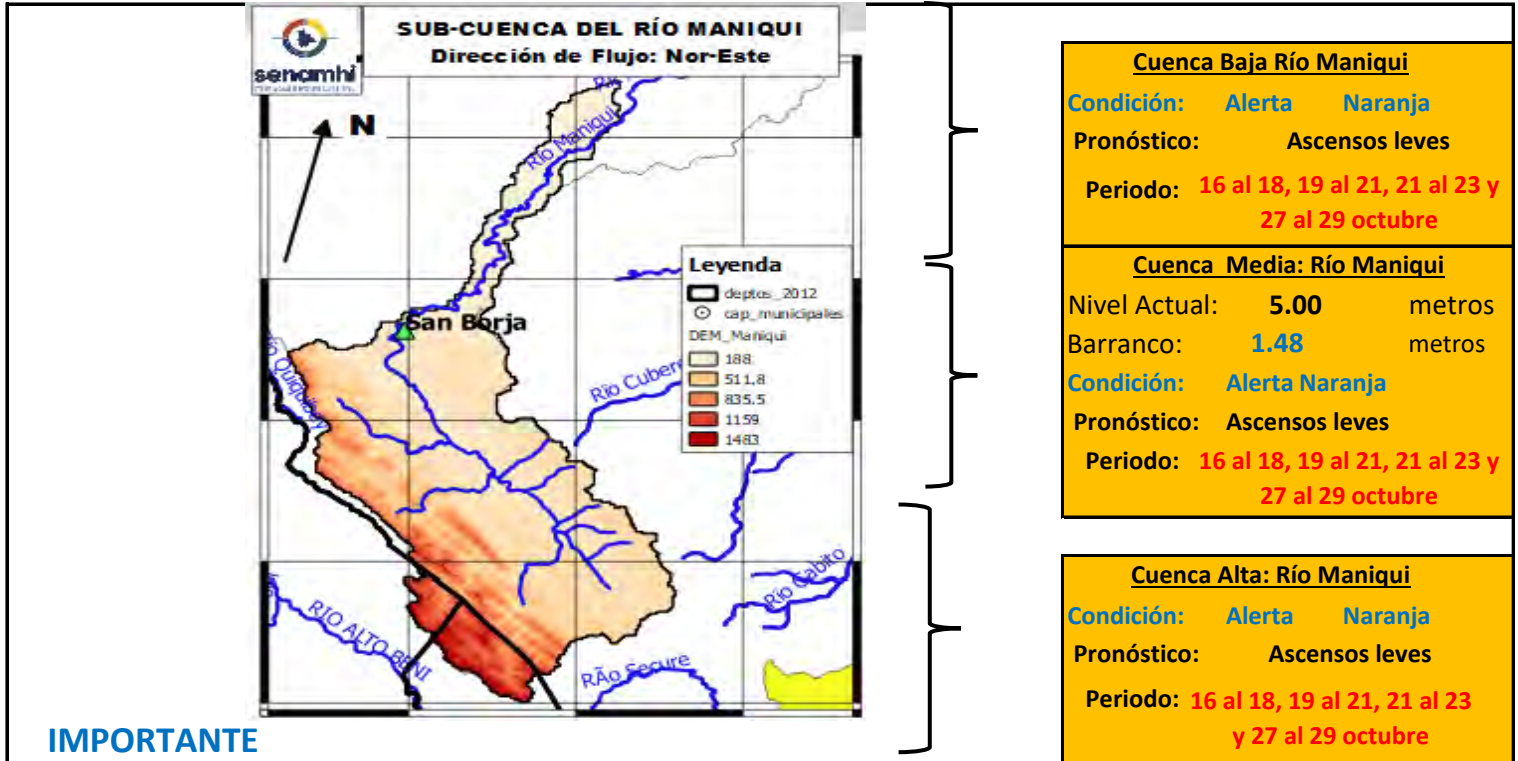 SUB-CUENCA DEL RÍO MANIQUI
Dirección de Flujo: Nor-Este
senamhi
N
Río Maniqui
San Borja
Río Quiquibey
Río Cubere
Río Cabito
RIO ALTO BENI
RÃo Secure
Leyenda
deptos_2012
cap_municipales
DEM_Maniqui
188
511.8
835.5
1159
1483
IMPORTANTE
Cuenca Baja Río Maniqui
Condición: Alerta Naranja
Pronóstico: Ascensos leves
Periodo: 16 al 18, 19 al 21, 21 al 23 y
27 al 29 octubre
Cuenca Media: Río Maniqui
Nivel Actual: 5.00 metros
Barranco: 1.48 metros
Condición: Alerta Naranja
Pronóstico: Ascensos leves
Periodo: 16 al 18, 19 al 21, 21 al 23 y
27 al 29 octubre
Cuenca Alta: Río Maniqui
Condición: Alerta Naranja
Pronóstico: Ascensos leves
Periodo: 16 al 18, 19 al 21, 21 al 23
y 27 al 29 octubre